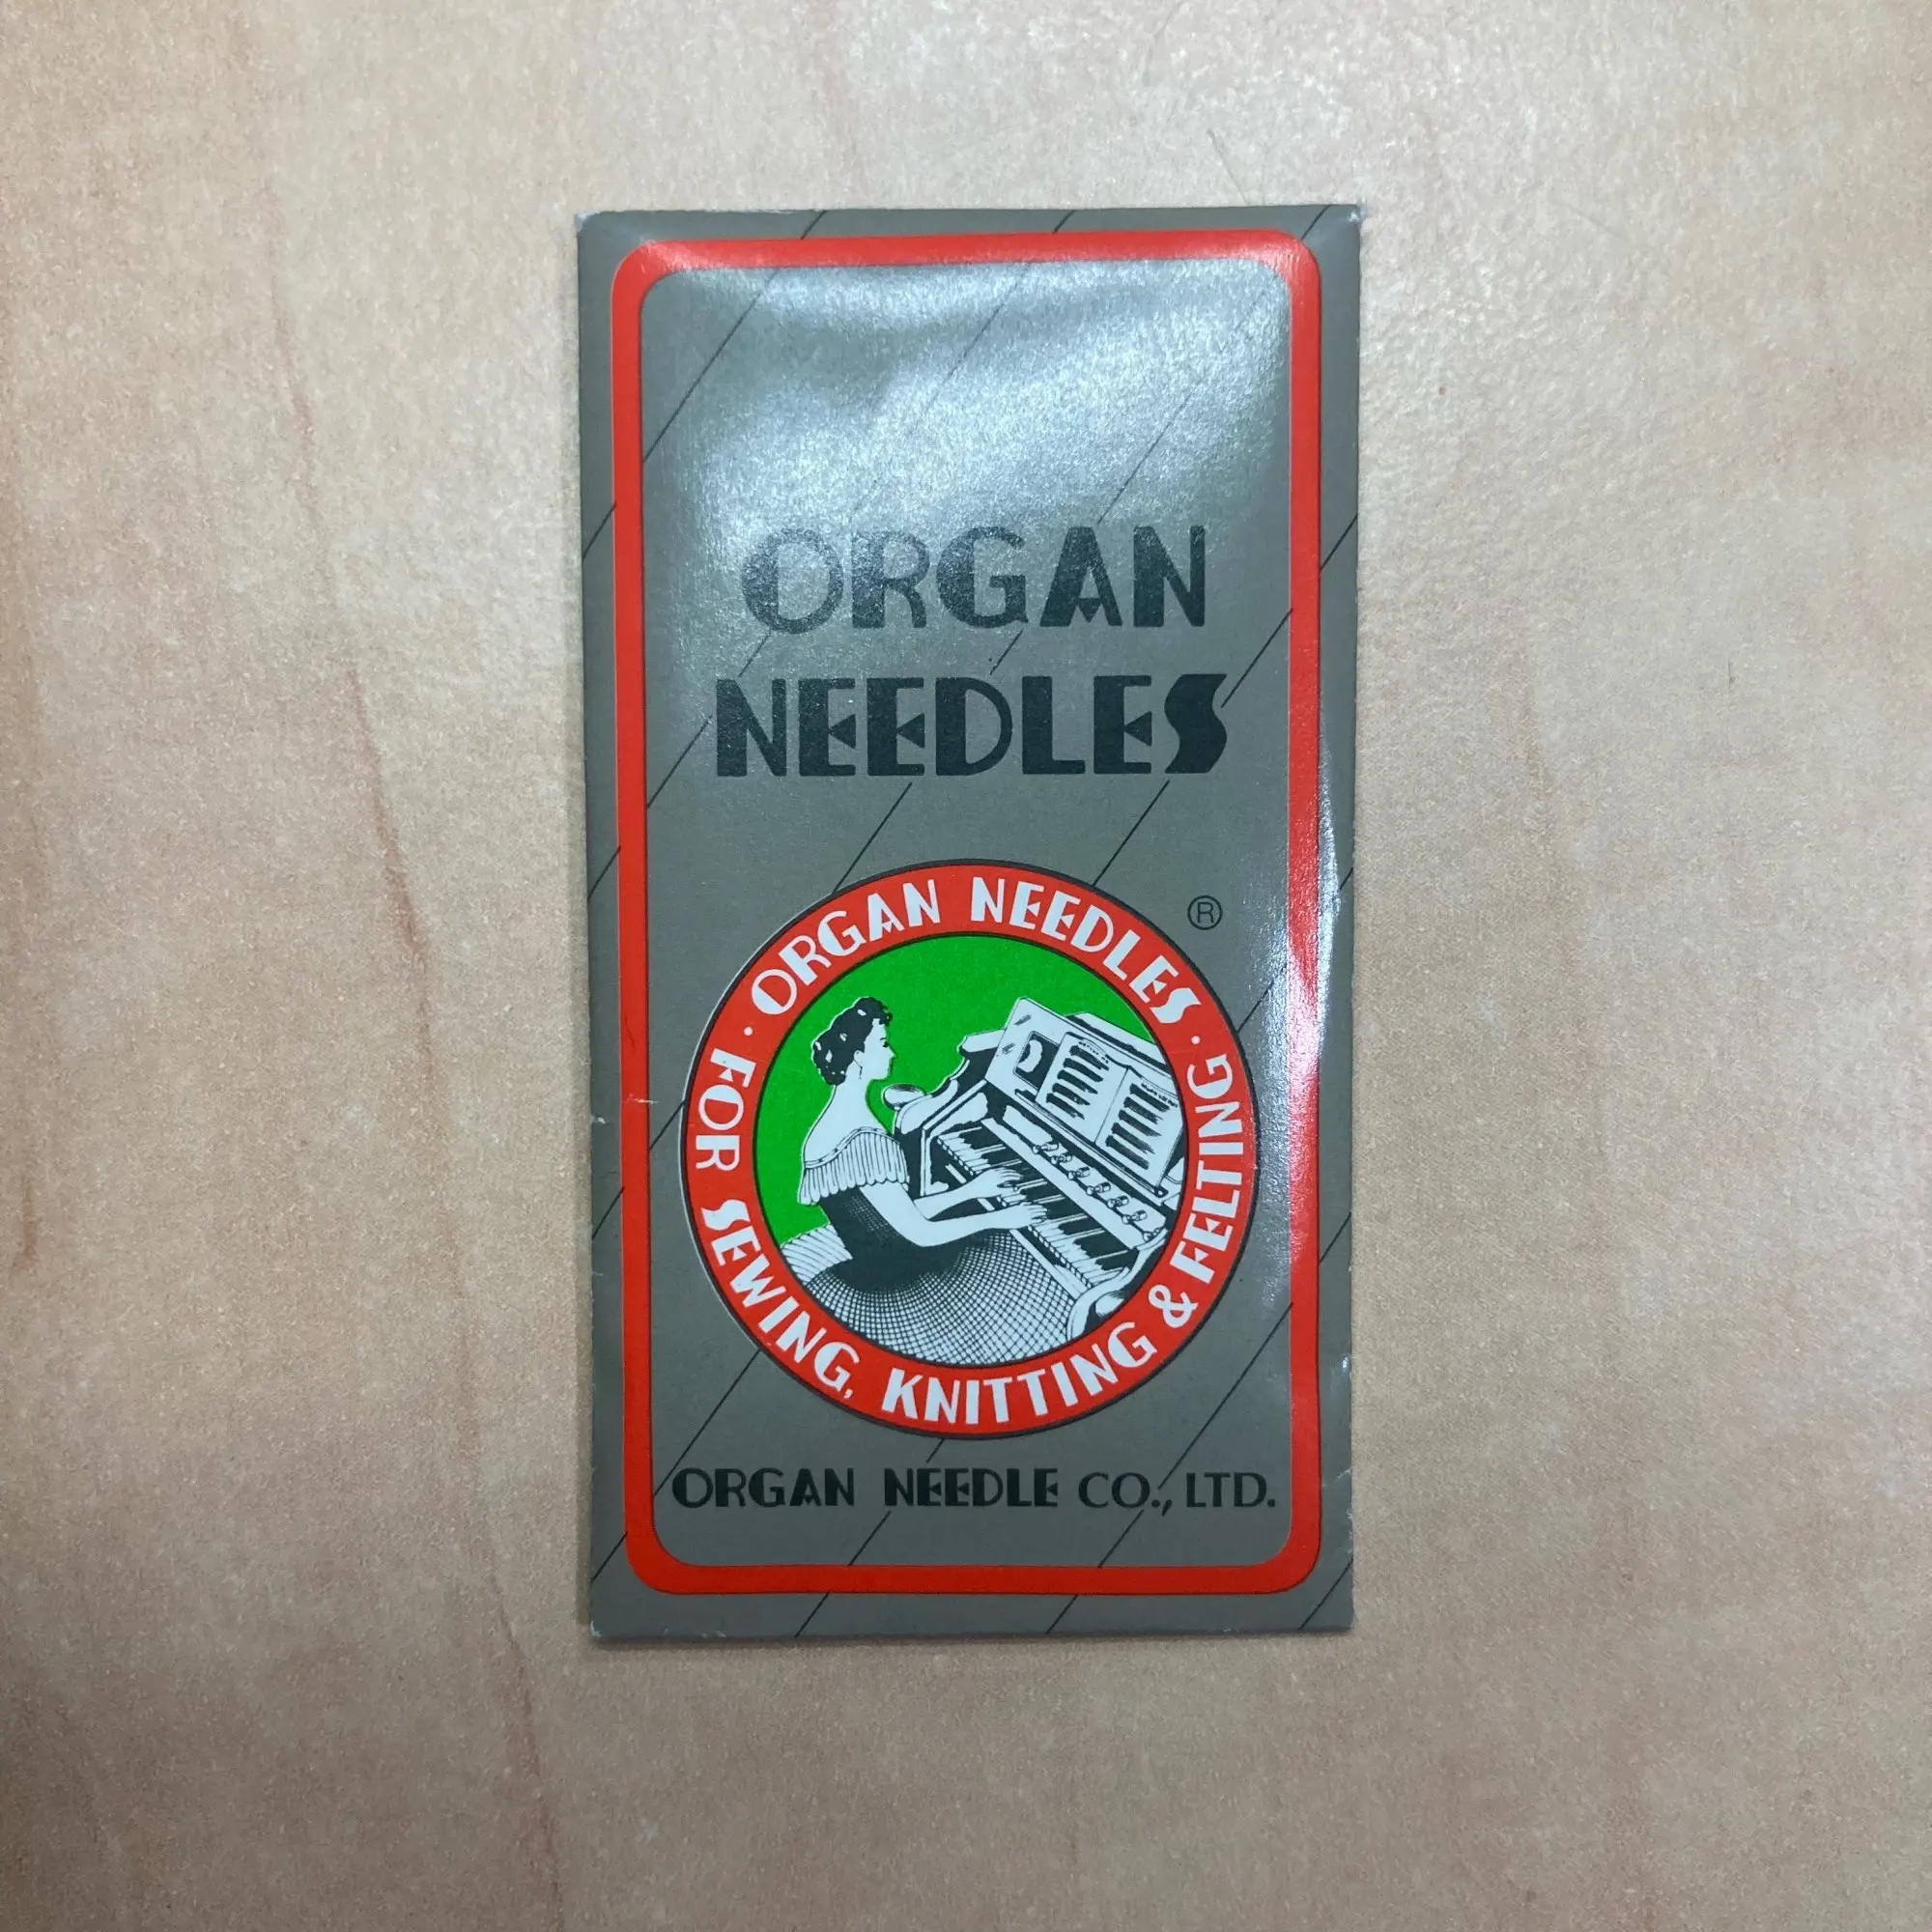 ORGAN
NEEDLES
®
· ORGAN NEEDLES ·
FOR SEWING, KNITTING & FELTING
ORGAN NEEDLE CO., LTD.